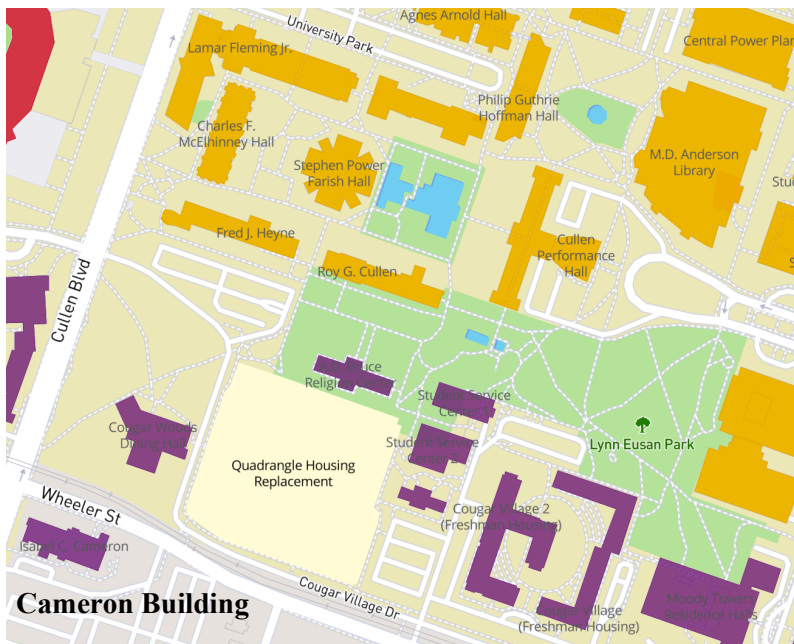 Agnes Arnold Hall
University Park
Central Power Plan
Lamar Fleming Jr.
Philip Guthrie
Hoffman Hall
Charles F.
McElhinney Hall
M.D. Anderson
Library
Stephen Power
Farish Hall
Stud
Fred J. Heyne
Cullen
Performance
Hall
S
Roy G. Cullen
Cullen Blvd
Religion Center
Student Service
Center 1
Cougar Woods
Dining Hall
Student Service
Center 2
Lynn Eusan Park
Quadrangle Housing
Replacement
Wheeler St
Cougar Village 2
(Freshman Housing)
Isabel C. Cameron
Cougar Village Dr
Cameron Building
Moody Towers
Residence Halls
Cougar Village
(Freshman Housing)